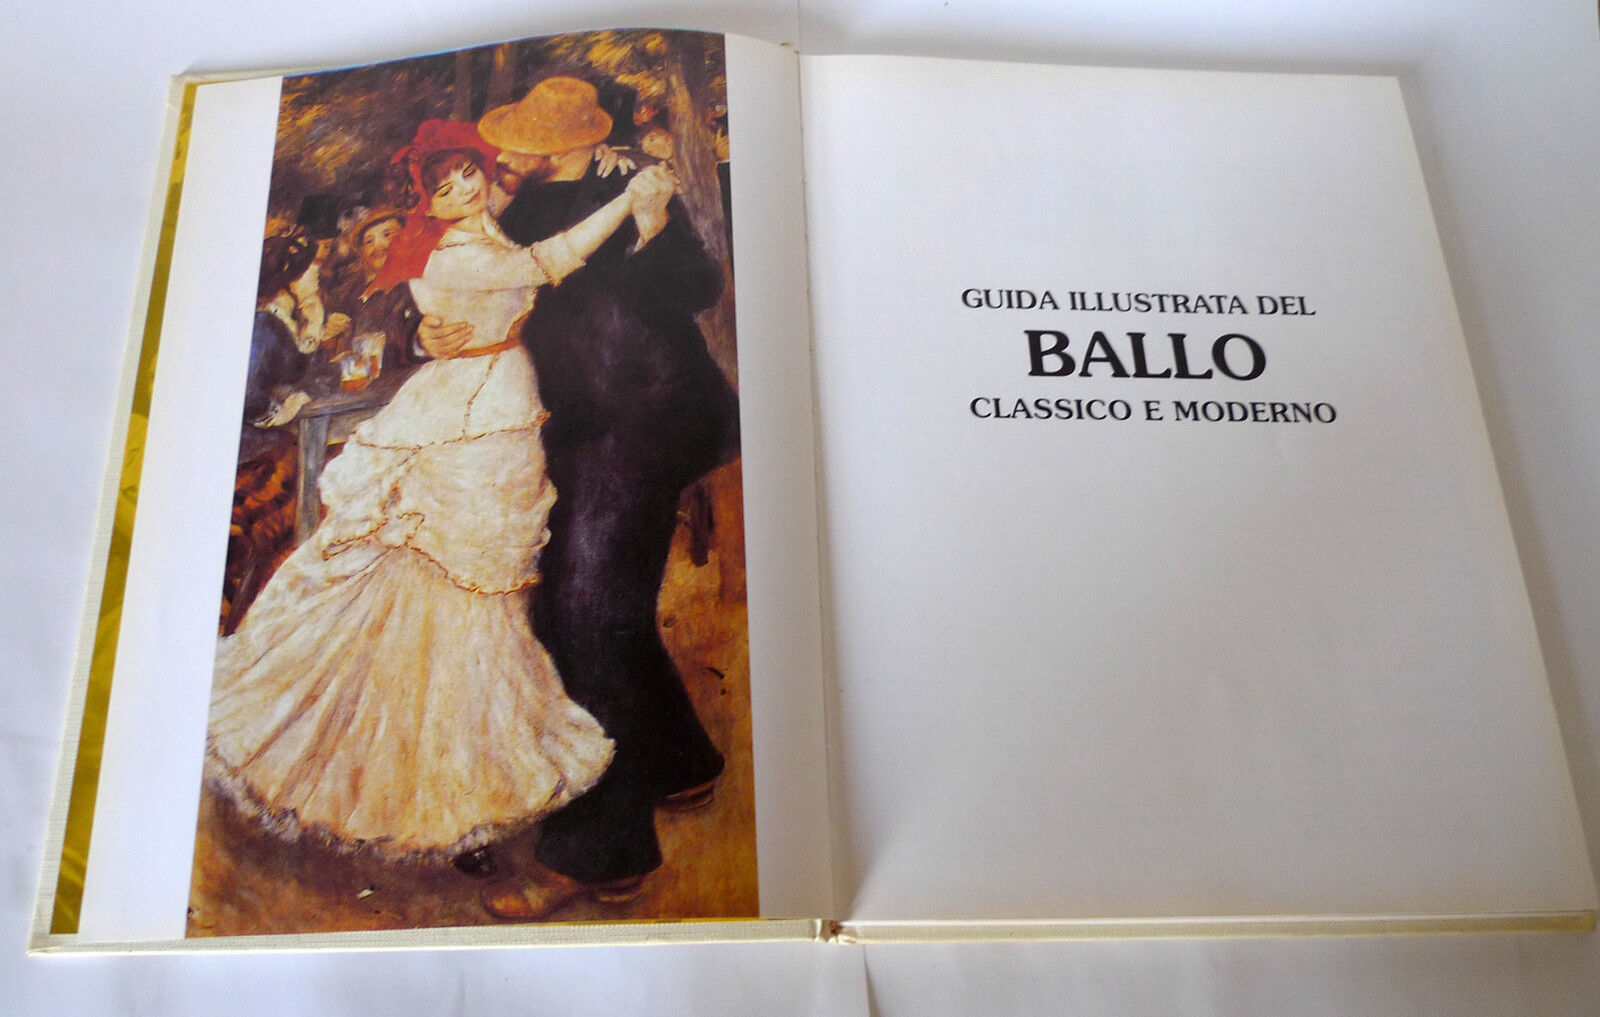 GUIDA ILLUSTRATA DEL
BALLO
CLASSICO E MODERNO